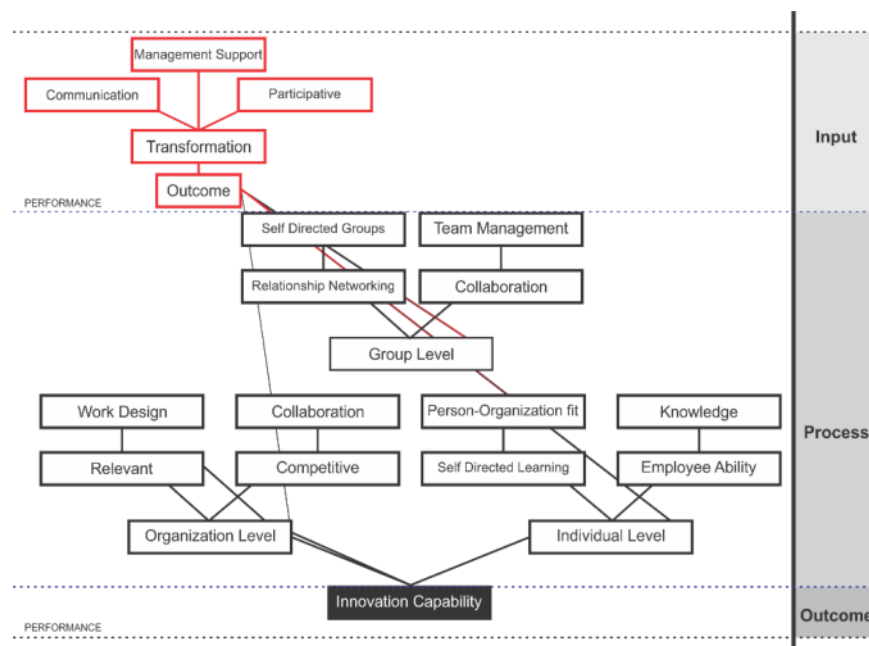 Management Support
Communication
Participative
Input
Transformation
Outcome
PERFORMANCE
Self Directed Groups
Team Management
Relationship Networking
Collaboration
Group Level
Work Design
Collaboration
Person-Organization fit
Knowledge
Process
Relevant
Competitive
Self Directed Learning
Employee Ability
Organization Level
Individual Level
Innovation Capability
Outcome
PERFORMANCE